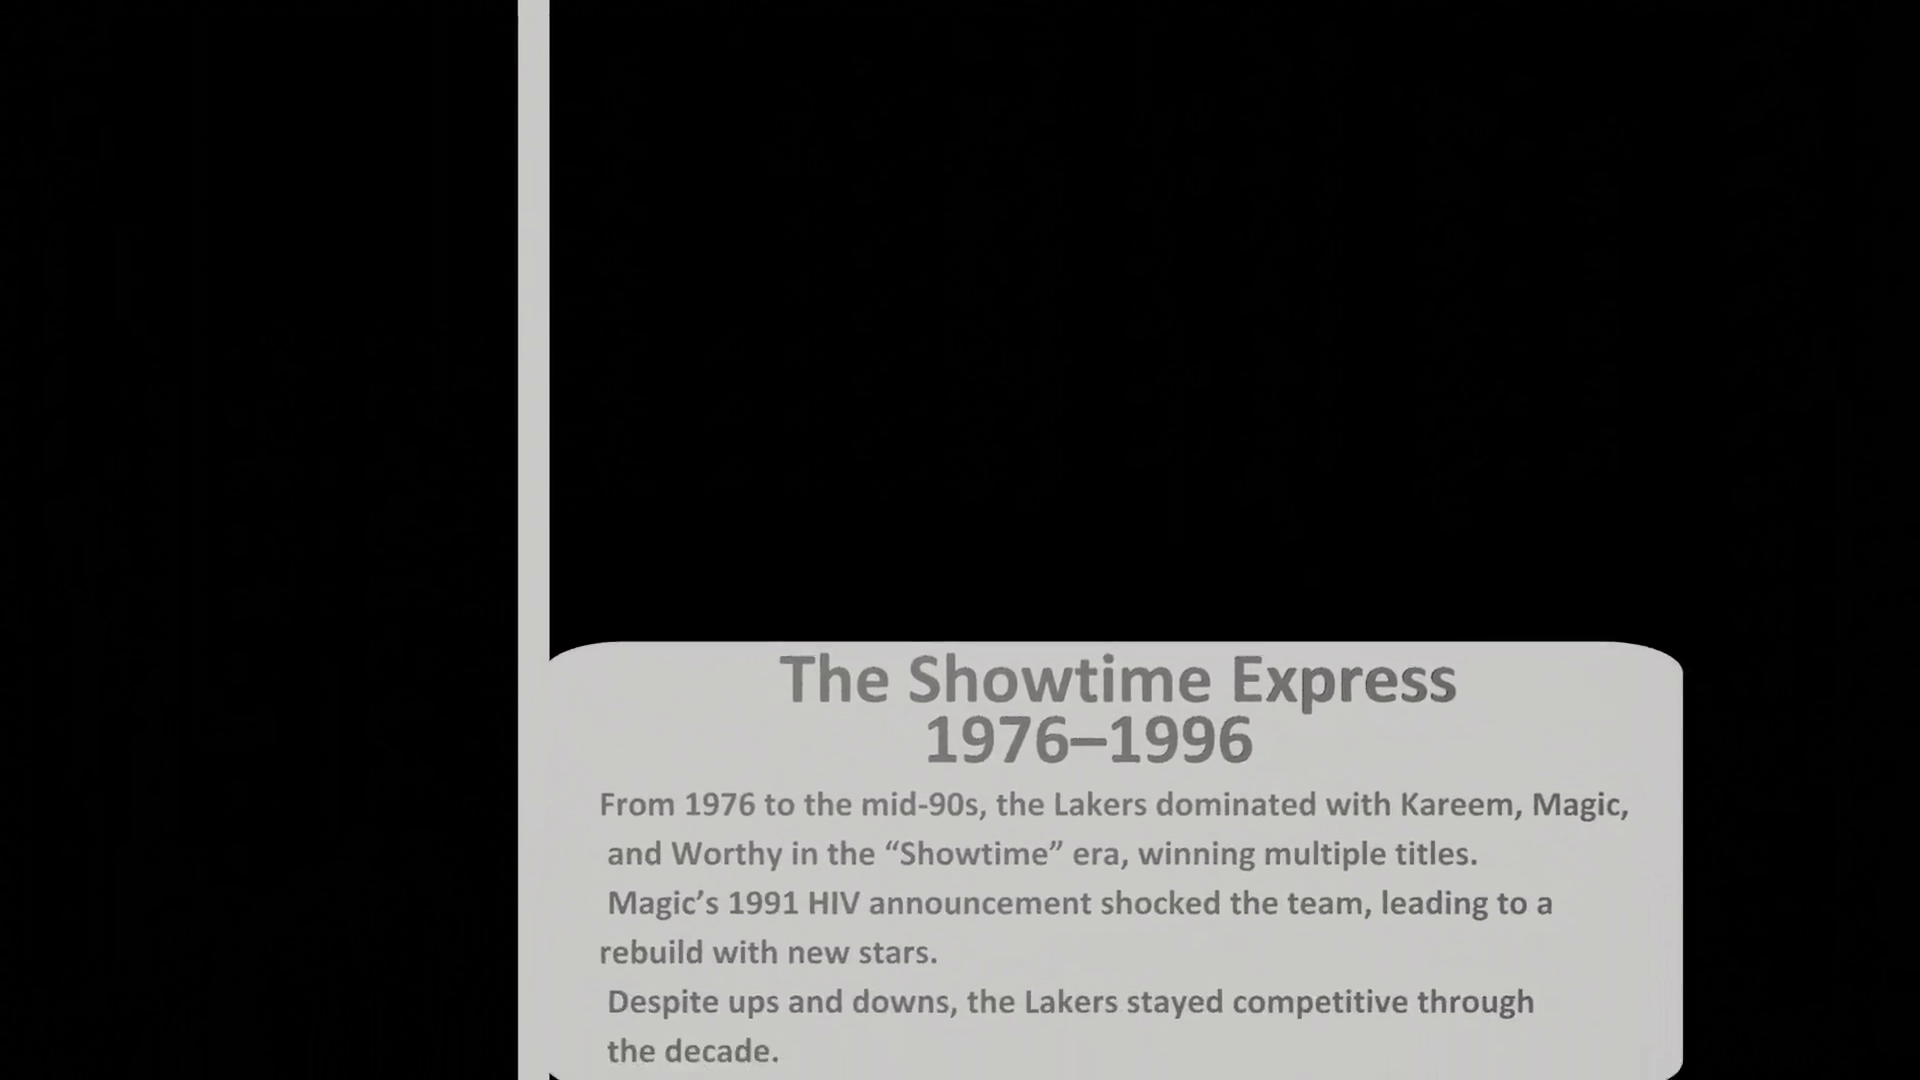 The Showtime Express
1976–1996
From 1976 to the mid-90s, the Lakers dominated with Kareem, Magic,
and Worthy in the “Showtime” era, winning multiple titles.
Magic’s 1991 HIV announcement shocked the team, leading to a
rebuild with new stars.
Despite ups and downs, the Lakers stayed competitive through
the decade.